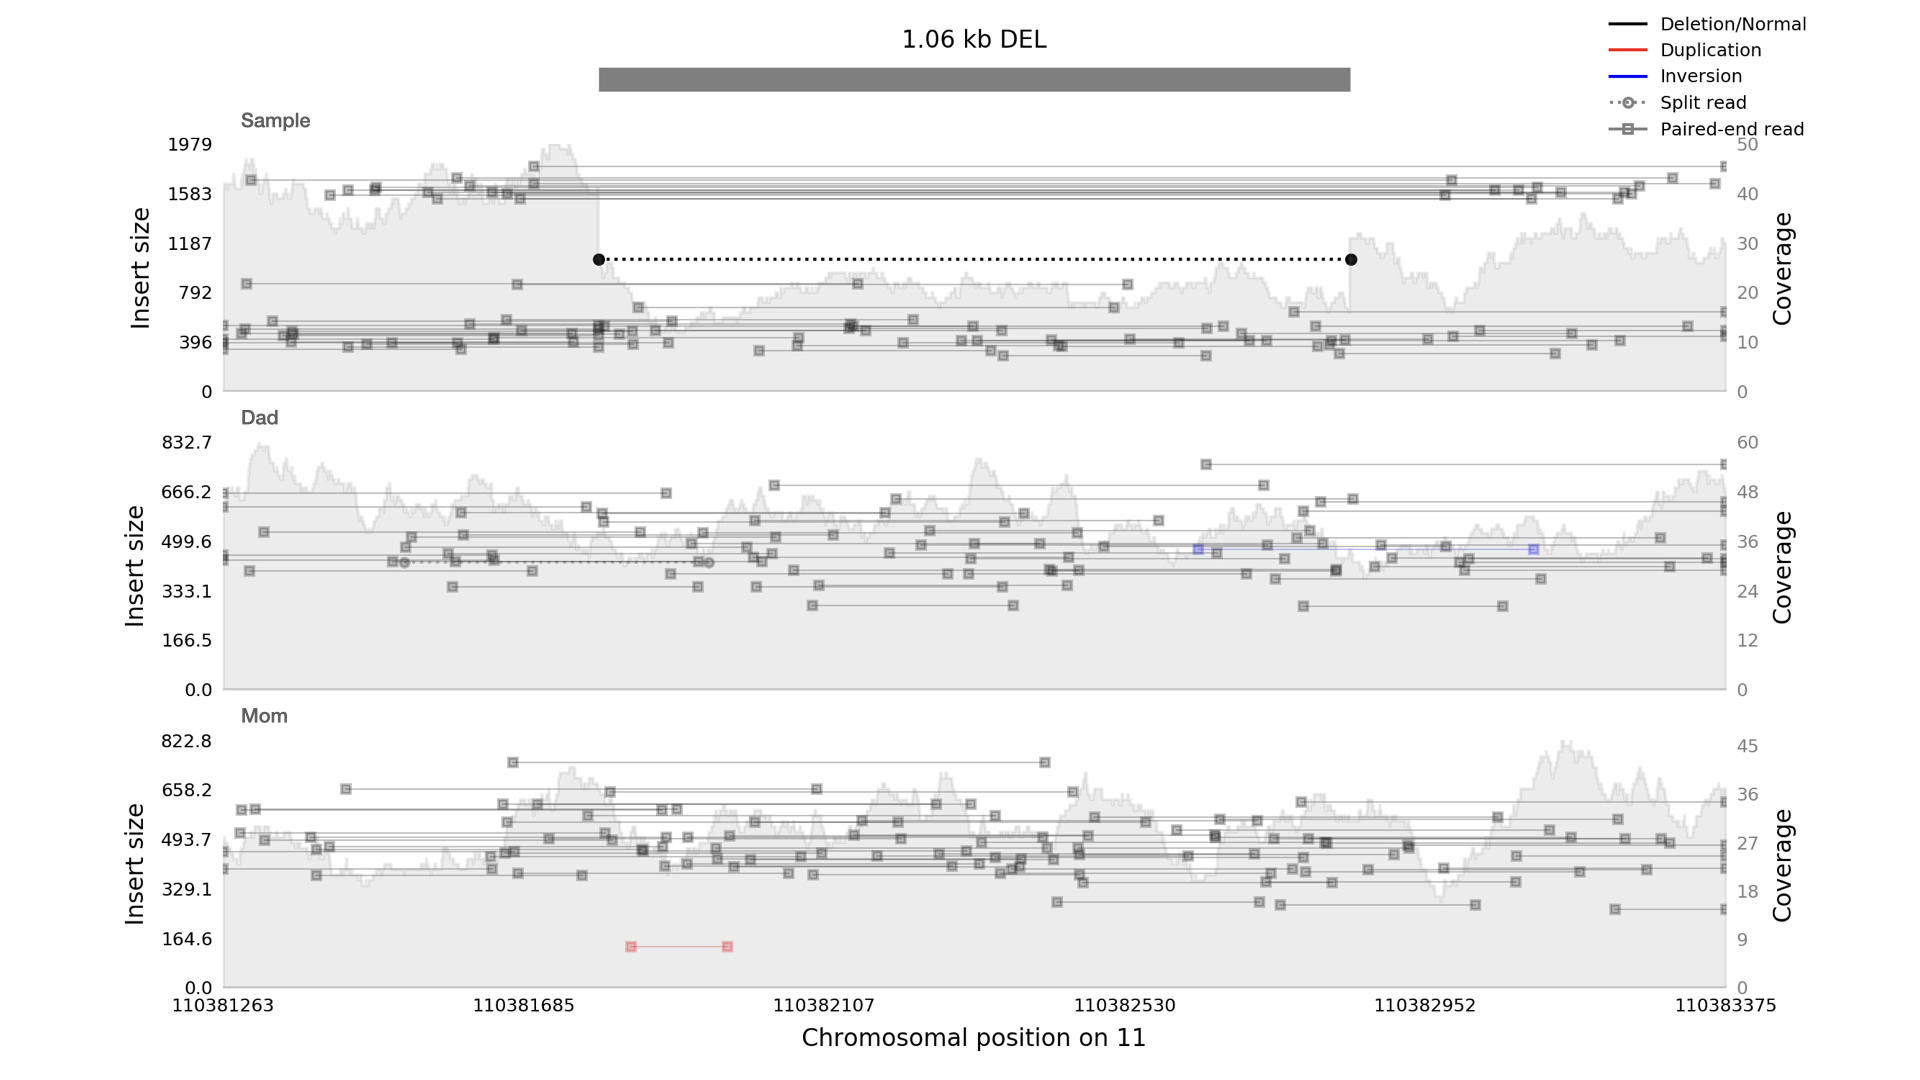 1.06 kb DEL
Deletion/Normal
Duplication
Inversion
Split read
Paired-end read
Sample
1979
1583
1187
792
396
0
Insert size
50
40
30
20
10
0
Coverage
Dad
832.7
666.2
499.6
333.1
166.5
0.0
Insert size
60
48
36
24
12
0
Coverage
Mom
822.8
658.2
493.7
329.1
164.6
0.0
Insert size
45
36
27
18
9
0
Coverage
110381263 110381685 110382107 110382530 110382952 110383375
Chromosomal position on 11